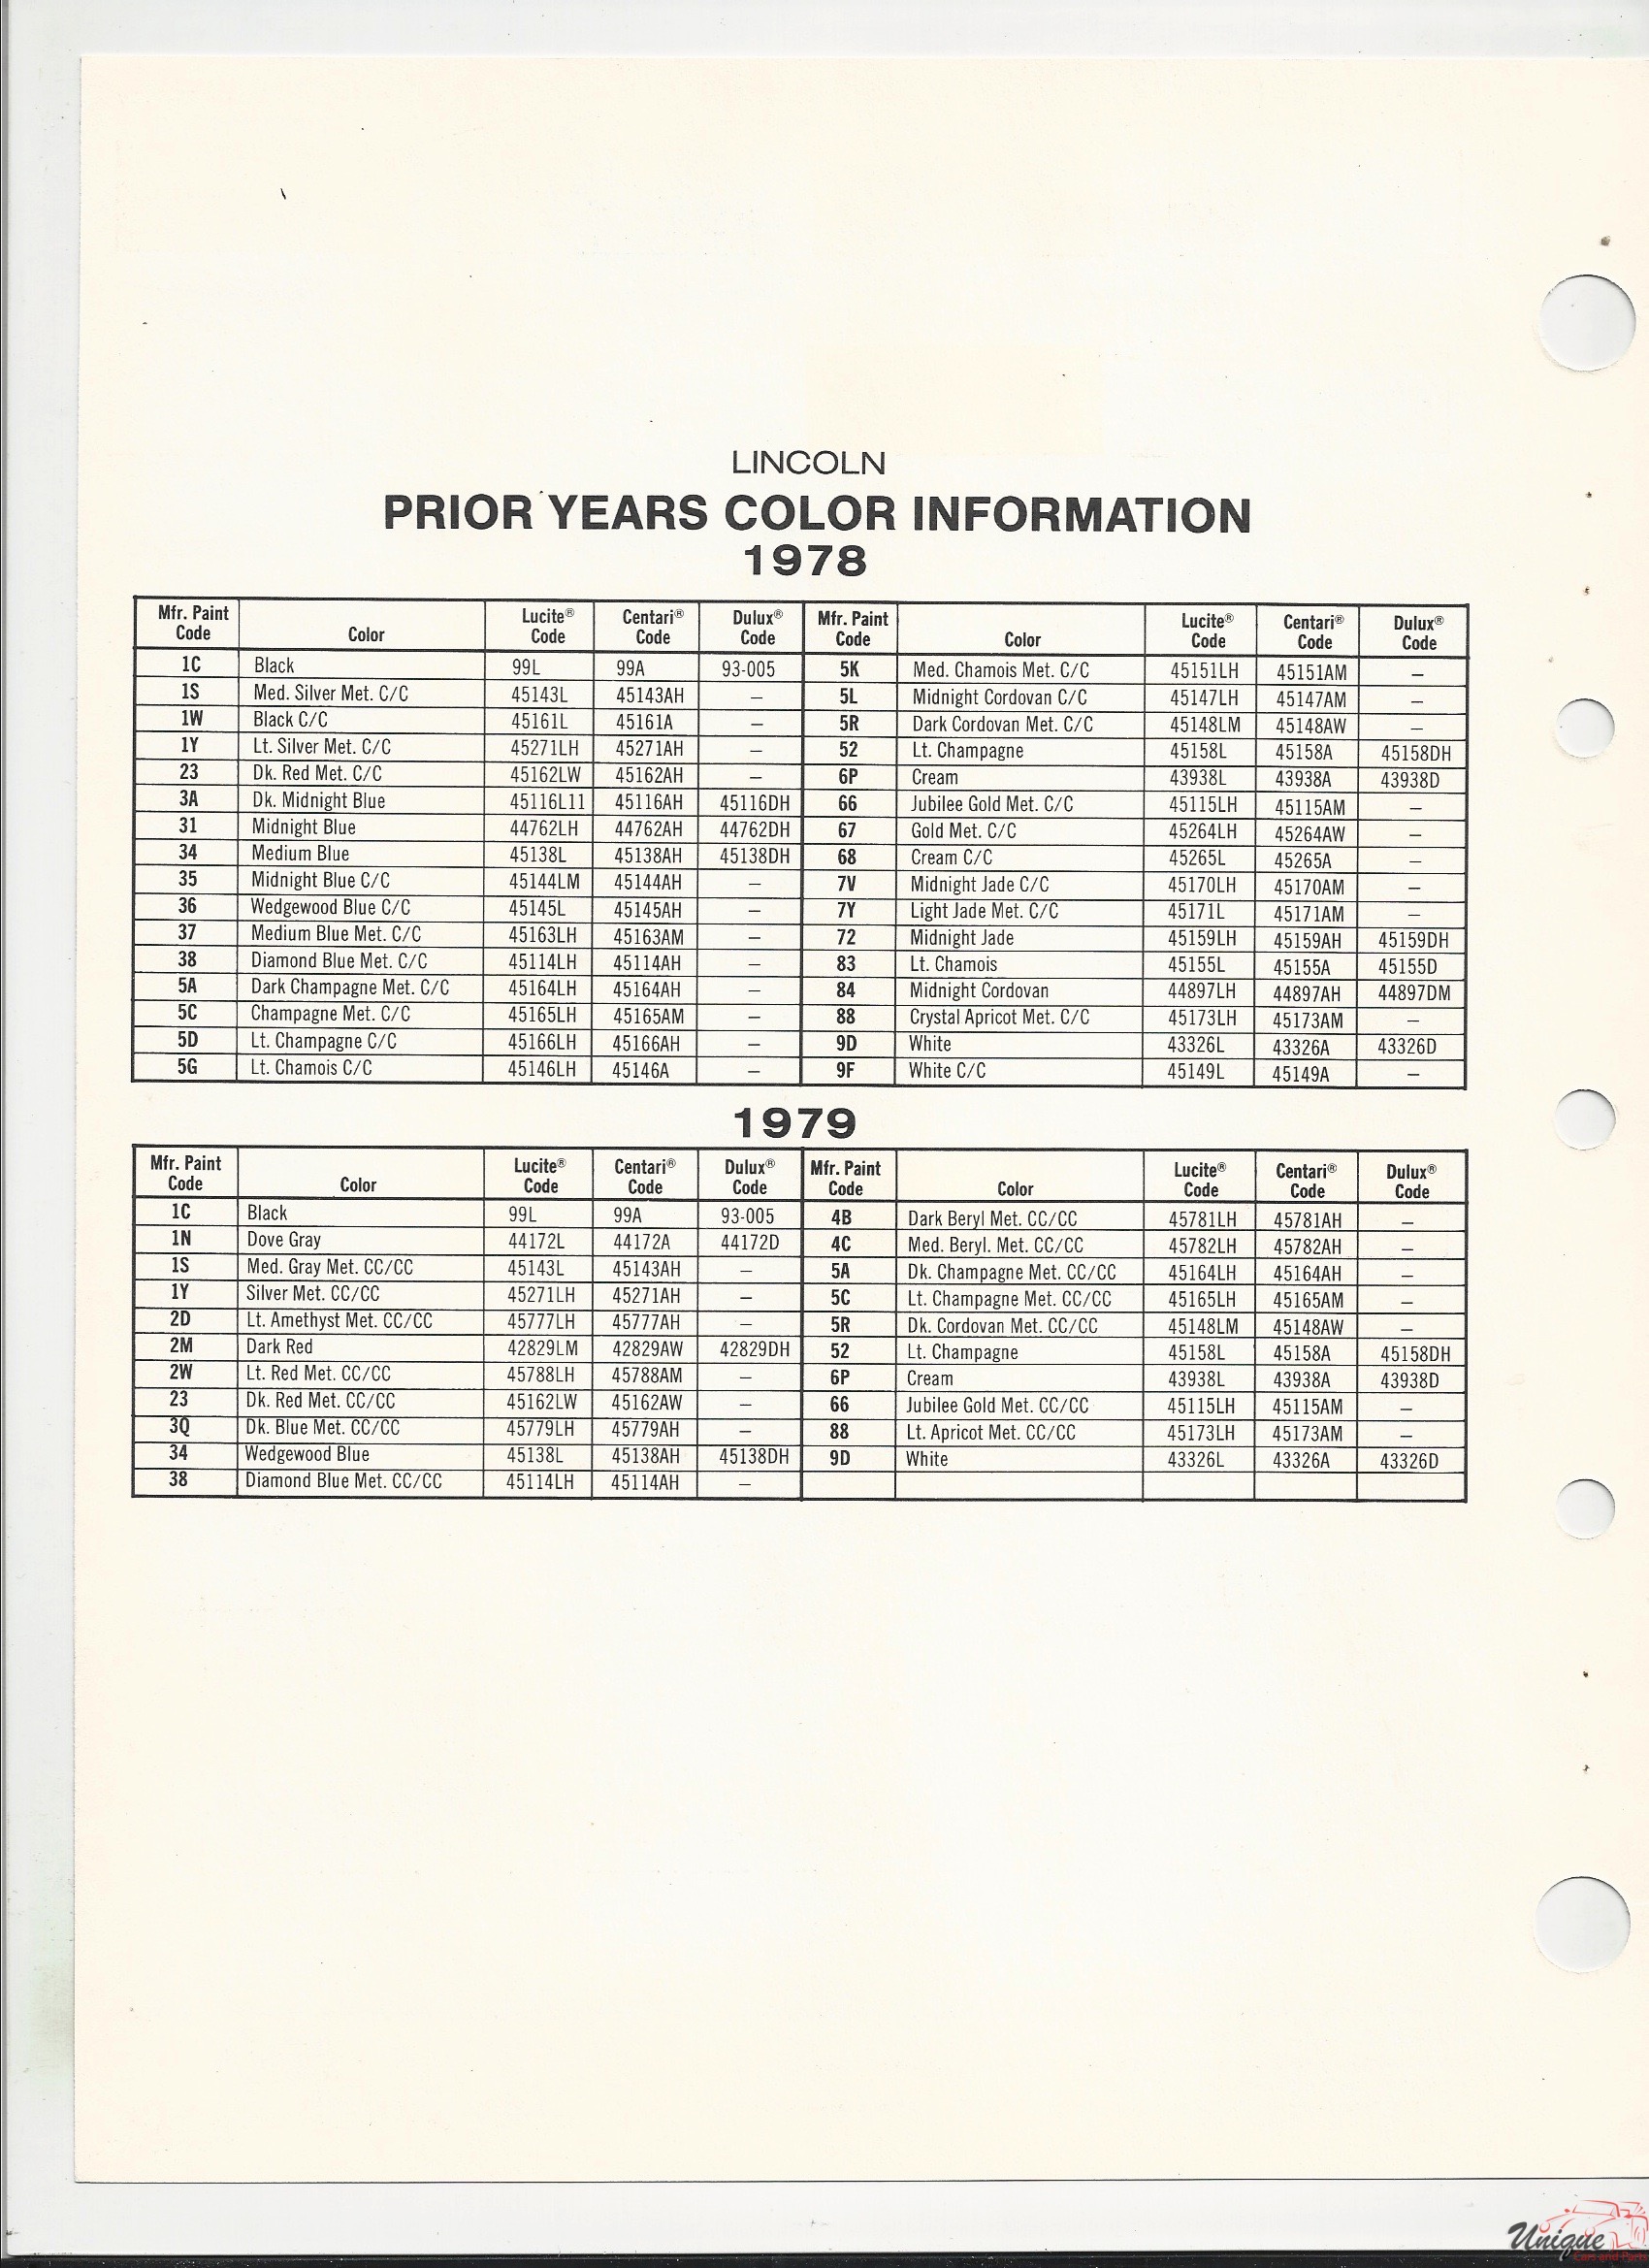 LINCOLN
PRIOR YEARS COLOR INFORMATION
1978
Mfr. Paint Code Color Lucite® Code Centari® Code Dulux® Code Mfr. Paint Code Color Lucite® Code Centari® Code Dulux® Code
1C Black 99L 99A 93-005 5K Med. Chamois Met. C/C 45151LH 45151AM –
1S Med. Silver Met. C/C 45143L 45143AH – 5L Midnight Cordovan C/C 45147LH 45147AM –
1W Black C/C 45161L 45161A – 5R Dark Cordovan Met. C/C 45148LM 45148AW –
1Y Lt. Silver Met. C/C 45271LH 45271AH – 52 Lt. Champagne 45158L 45158A 45158DH
23 Dk. Red Met. C/C 45162LW 45162AH – 6P Cream 43938L 43938A 43938D
3A Dk. Midnight Blue 45116L11 45116AH 45116DH 66 Jubilee Gold Met. C/C 45115LH 45115AM –
31 Midnight Blue 44762LH 44762AH 44762DH 67 Gold Met. C/C 45264LH 45264AW –
34 Medium Blue 45138L 45138AH 45138DH 68 Cream C/C 45265L 45265A –
35 Midnight Blue C/C 45144LM 45144AH – 7V Midnight Jade C/C 45170LH 45170AM –
36 Wedgewood Blue C/C 45145L 45145AH – 7Y Light Jade Met. C/C 45171L 45171AM –
37 Medium Blue Met. C/C 45163LH 45163AM – 72 Midnight Jade 45159LH 45159AH 45159DH
38 Diamond Blue Met. C/C 45114LH 45114AH – 83 Lt. Chamois 45155L 45155A 45155D
5A Dark Champagne Met. C/C 45164LH 45164AH – 84 Midnight Cordovan 44897LH 44897AH 44897DM
5C Champagne Met. C/C 45165LH 45165AM – 88 Crystal Apricot Met. C/C 45173LH 45173AM –
5D Lt. Champagne C/C 45166LH 45166AH – 9D White 43326L 43326A 43326D
5G Lt. Chamois C/C 45146LH 45146A – 9F White C/C 45149L 45149A –
1979
Mfr. Paint Code Color Lucite® Code Centari® Code Dulux® Code Mfr. Paint Code Color Lucite® Code Centari® Code Dulux® Code
1C Black 99L 99A 93-005 4B Dark Beryl Met. CC/CC 45781LH 45781AH –
1N Dove Gray 44172L 44172A 44172D 4C Med. Beryl. Met. CC/CC 45782LH 45782AH –
1S Med. Gray Met. CC/CC 45143L 45143AH – 5A Dk. Champagne Met. CC/CC 45164LH 45164AH –
1Y Silver Met. CC/CC 45271LH 45271AH – 5C Lt. Champagne Met. CC/CC 45165LH 45165AM –
2D Lt. Amethyst Met. CC/CC 45777LH 45777AH – 5R Dk. Cordovan Met. CC/CC 45148LM 45148AW –
2M Dark Red 42829LM 42829AW 42829DH 52 Lt. Champagne 45158L 45158A 45158DH
2W Lt. Red Met. CC/CC 45788LH 45788AM – 6P Cream 43938L 43938A 43938D
23 Dk. Red Met. CC/CC 45162LW 45162AW – 66 Jubilee Gold Met. CC/CC 45115LH 45115AM –
3Q Dk. Blue Met. CC/CC 45779LH 45779AH – 88 Lt. Apricot Met. CC/CC 45173LH 45173AM –
34 Wedgewood Blue 45138L 45138AH 45138DH 9D White 43326L 43326A 43326D
38 Diamond Blue Met. CC/CC 45114LH 45114AH –
Unique
Cars and Parts